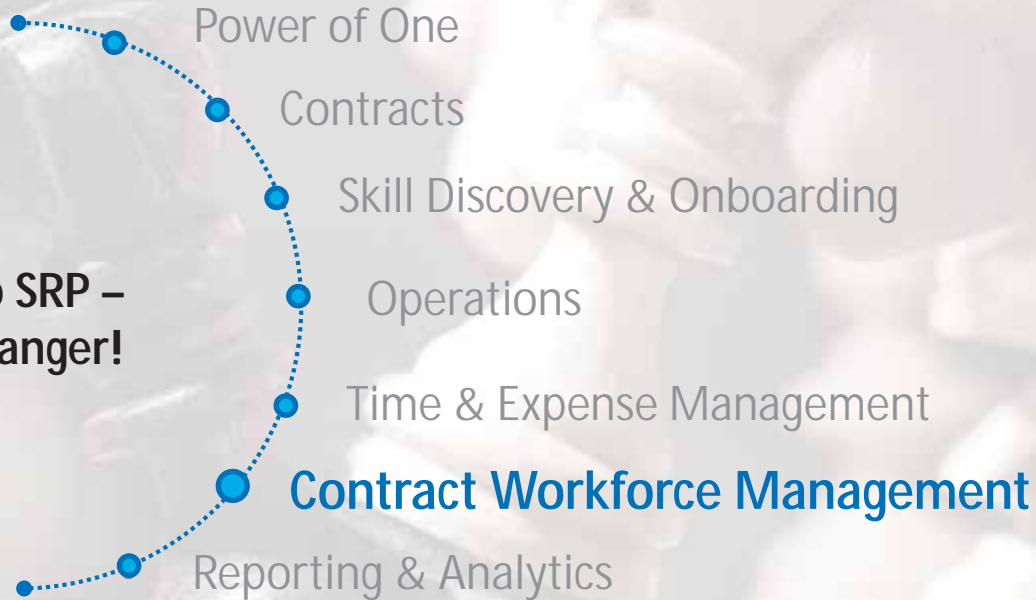 Power of One
Contracts
Skill Discovery & Onboarding
SRP –
Operations
anger!
Time & Expense Management
Contract Workforce Management
Reporting & Analytics